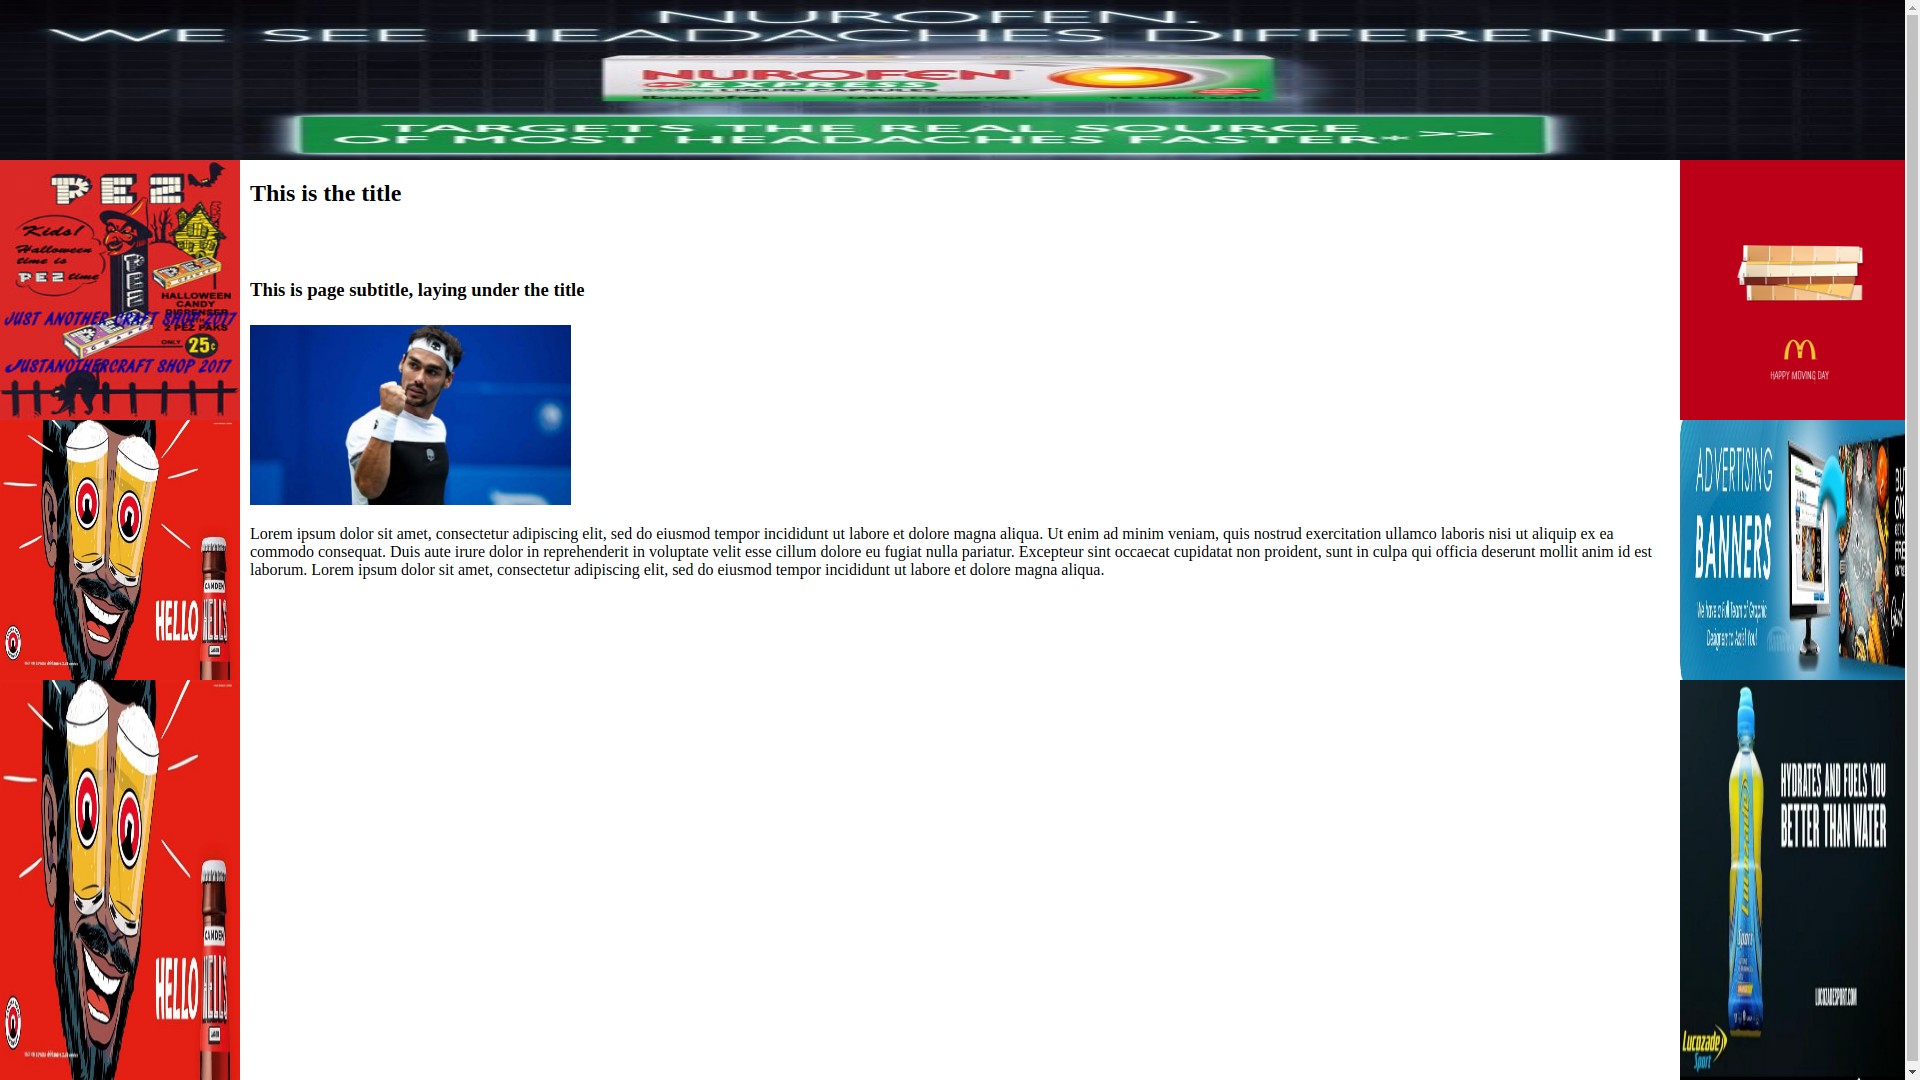 NUROFEN.
WE SEE HEADACHES DIFFERENTLY.
NUROFEN
EXPRESS
LIQUID CAPSULES
TARGETS THE REAL SOURCE
OF MOST HEADACHES FASTER* >>
PEZ
Kids!
Halloween
time is
PEZ time
PEZ
PEZ
HALLOWEEN
CANDY
DISPENSER
2 PEZ PAKS
ONLY 25¢
JUST ANOTHER CRAFT SHOP 2017
JUSTANOTHERCRAFT SHOP 2017
CAMDEN
HELLO HELLS
LAGER
CAMDEN
HELLO HELLS
LAGER
This is the title
This is page subtitle, laying under the title
Lorem ipsum dolor sit amet, consectetur adipiscing elit, sed do eiusmod tempor incididunt ut labore et dolore magna aliqua. Ut enim ad minim veniam, quis nostrud exercitation ullamco laboris nisi ut aliquip ex ea
commodo consequat. Duis aute irure dolor in reprehenderit in voluptate velit esse cillum dolore eu fugiat nulla pariatur. Excepteur sint occaecat cupidatat non proident, sunt in culpa qui officia deserunt mollit anim id est
laborum. Lorem ipsum dolor sit amet, consectetur adipiscing elit, sed do eiusmod tempor incididunt ut labore et dolore magna aliqua.
HAPPY MOVING DAY
ADVERTISING
BANNERS
We have a Full Team of Graphic
Designers to Assist You!
HYDRATES AND FUELS YOU
BETTER THAN WATER
Lucozade
Sport
LUCOZADESPORT.COM
Lucozade
Sport